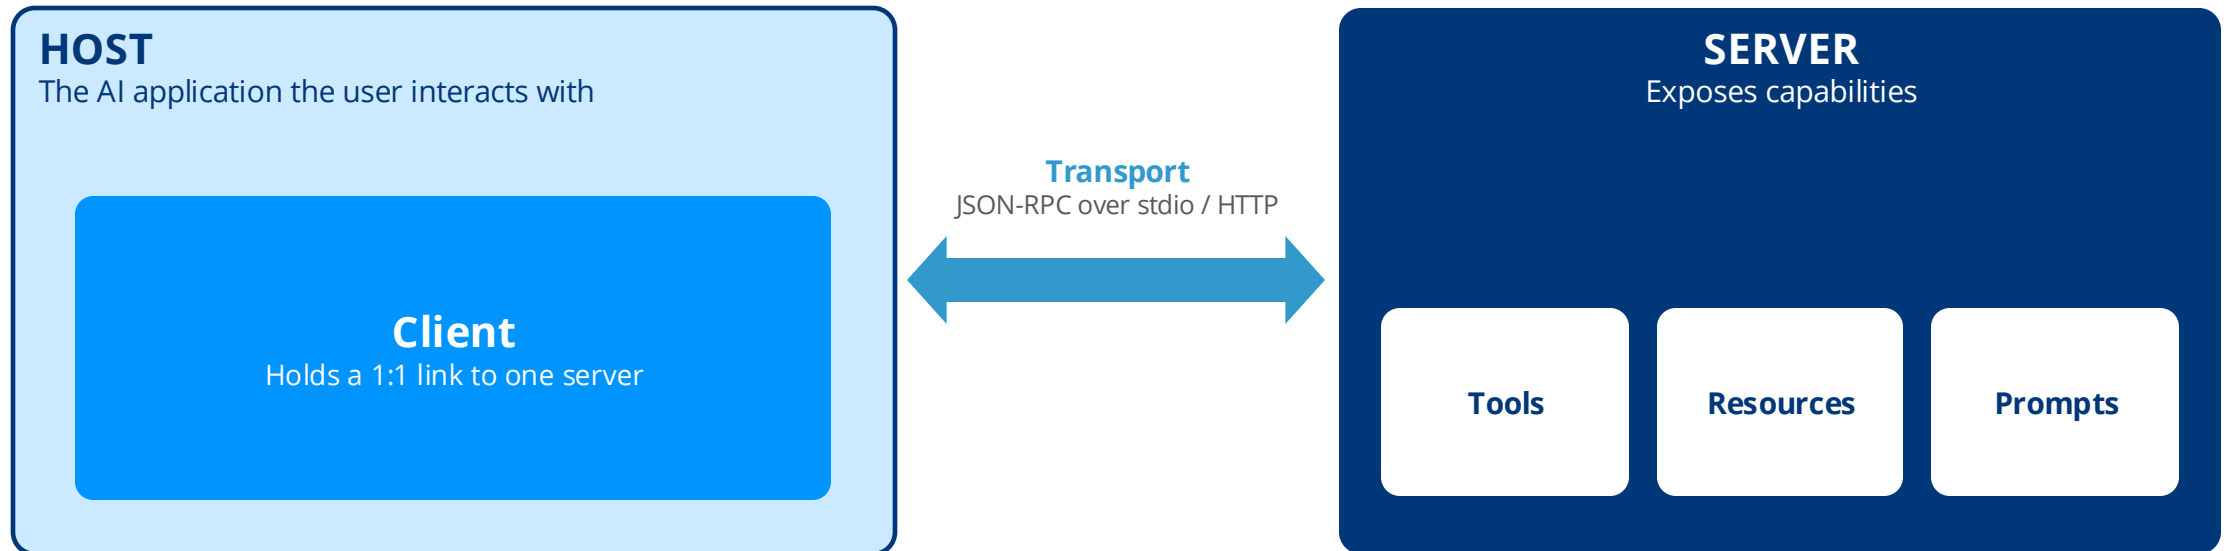 HOST
The AI application the user interacts with
Client
Holds a 1:1 link to one server
Transport
JSON-RPC over stdio / HTTP
SERVER
Exposes capabilities
Tools
Resources
Prompts